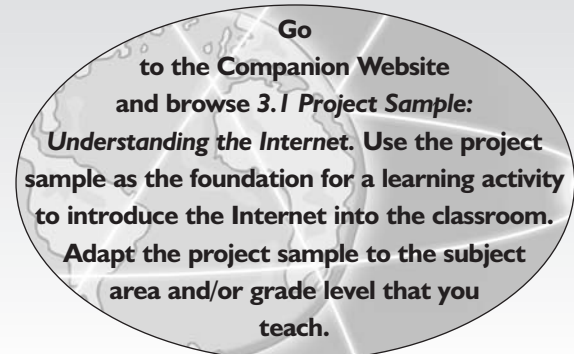 Go
to the Companion Website
and browse 3.1 Project Sample:
Understanding the Internet. Use the project
sample as the foundation for a learning activity
to introduce the Internet into the classroom.
Adapt the project sample to the subject
area and/or grade level that you
teach.